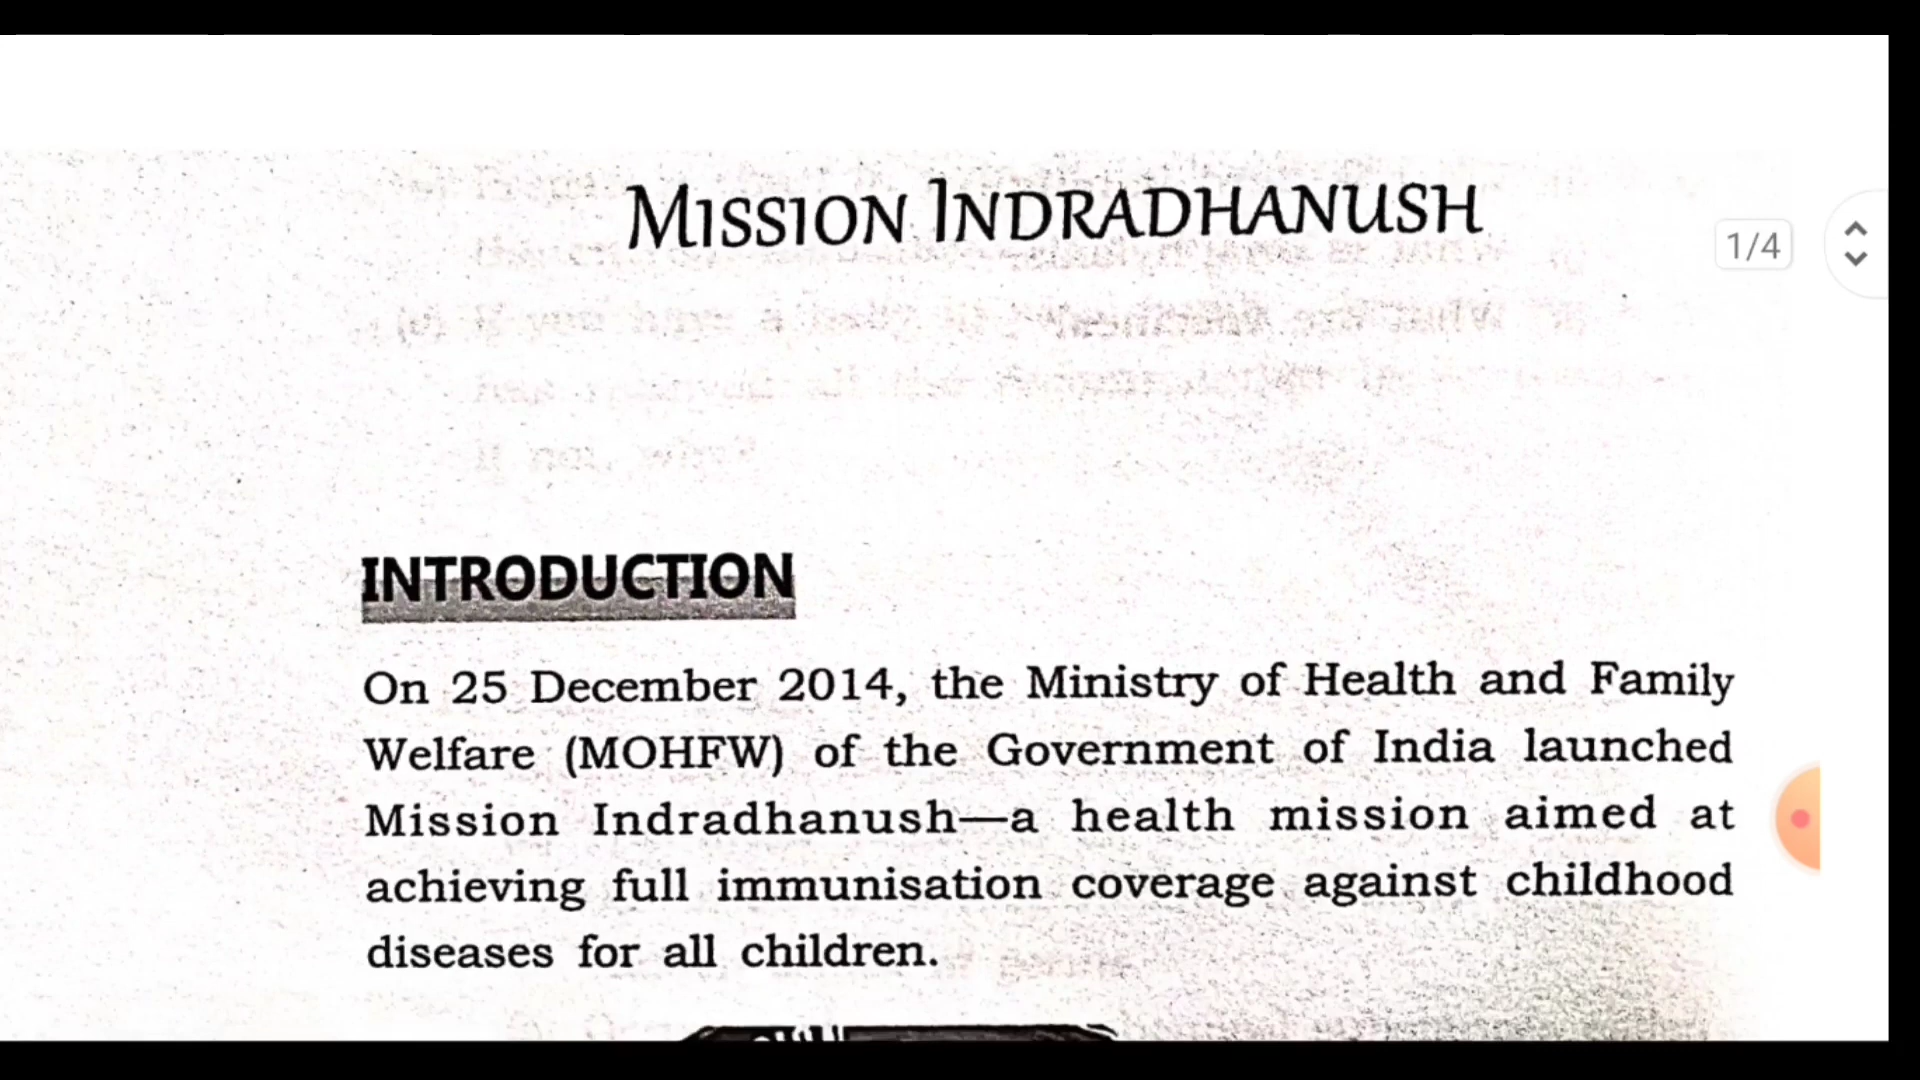 MISSION INDRADHANUSH
1/4
INTRODUCTION
On 25 December 2014, the Ministry of Health and Family
Welfare (MOHFW) of the Government of India launched
Mission Indradhanush—a health mission aimed at
achieving full immunisation coverage against childhood
diseases for all children.